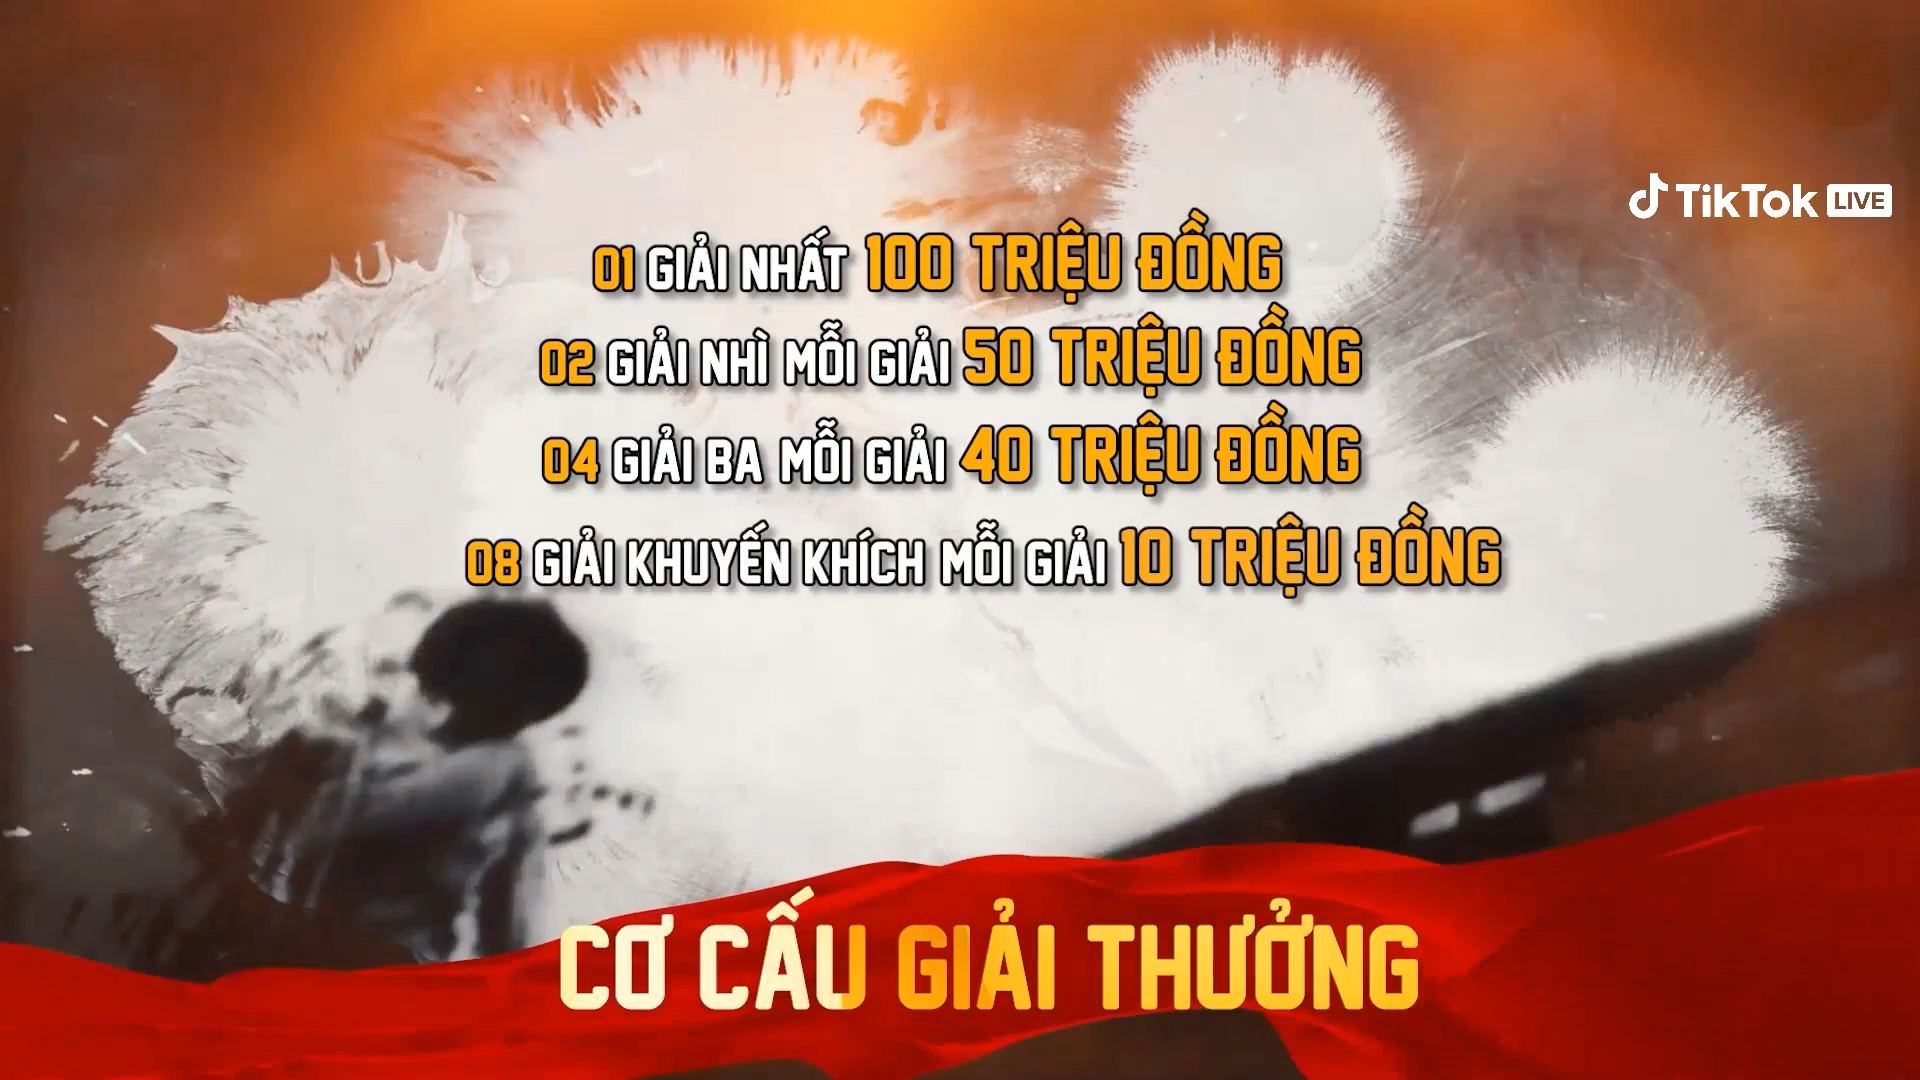 TikTok LIVE
01 GIẢI NHẤT 100 TRIỆU ĐỒNG
02 GIẢI NHÌ MỖI GIẢI 50 TRIỆU ĐỒNG
04 GIẢI BA MỖI GIẢI 40 TRIỆU ĐỒNG
08 GIẢI KHUYẾN KHÍCH MỖI GIẢI 10 TRIỆU ĐỒNG
CƠ CẤU GIẢI THƯỞNG